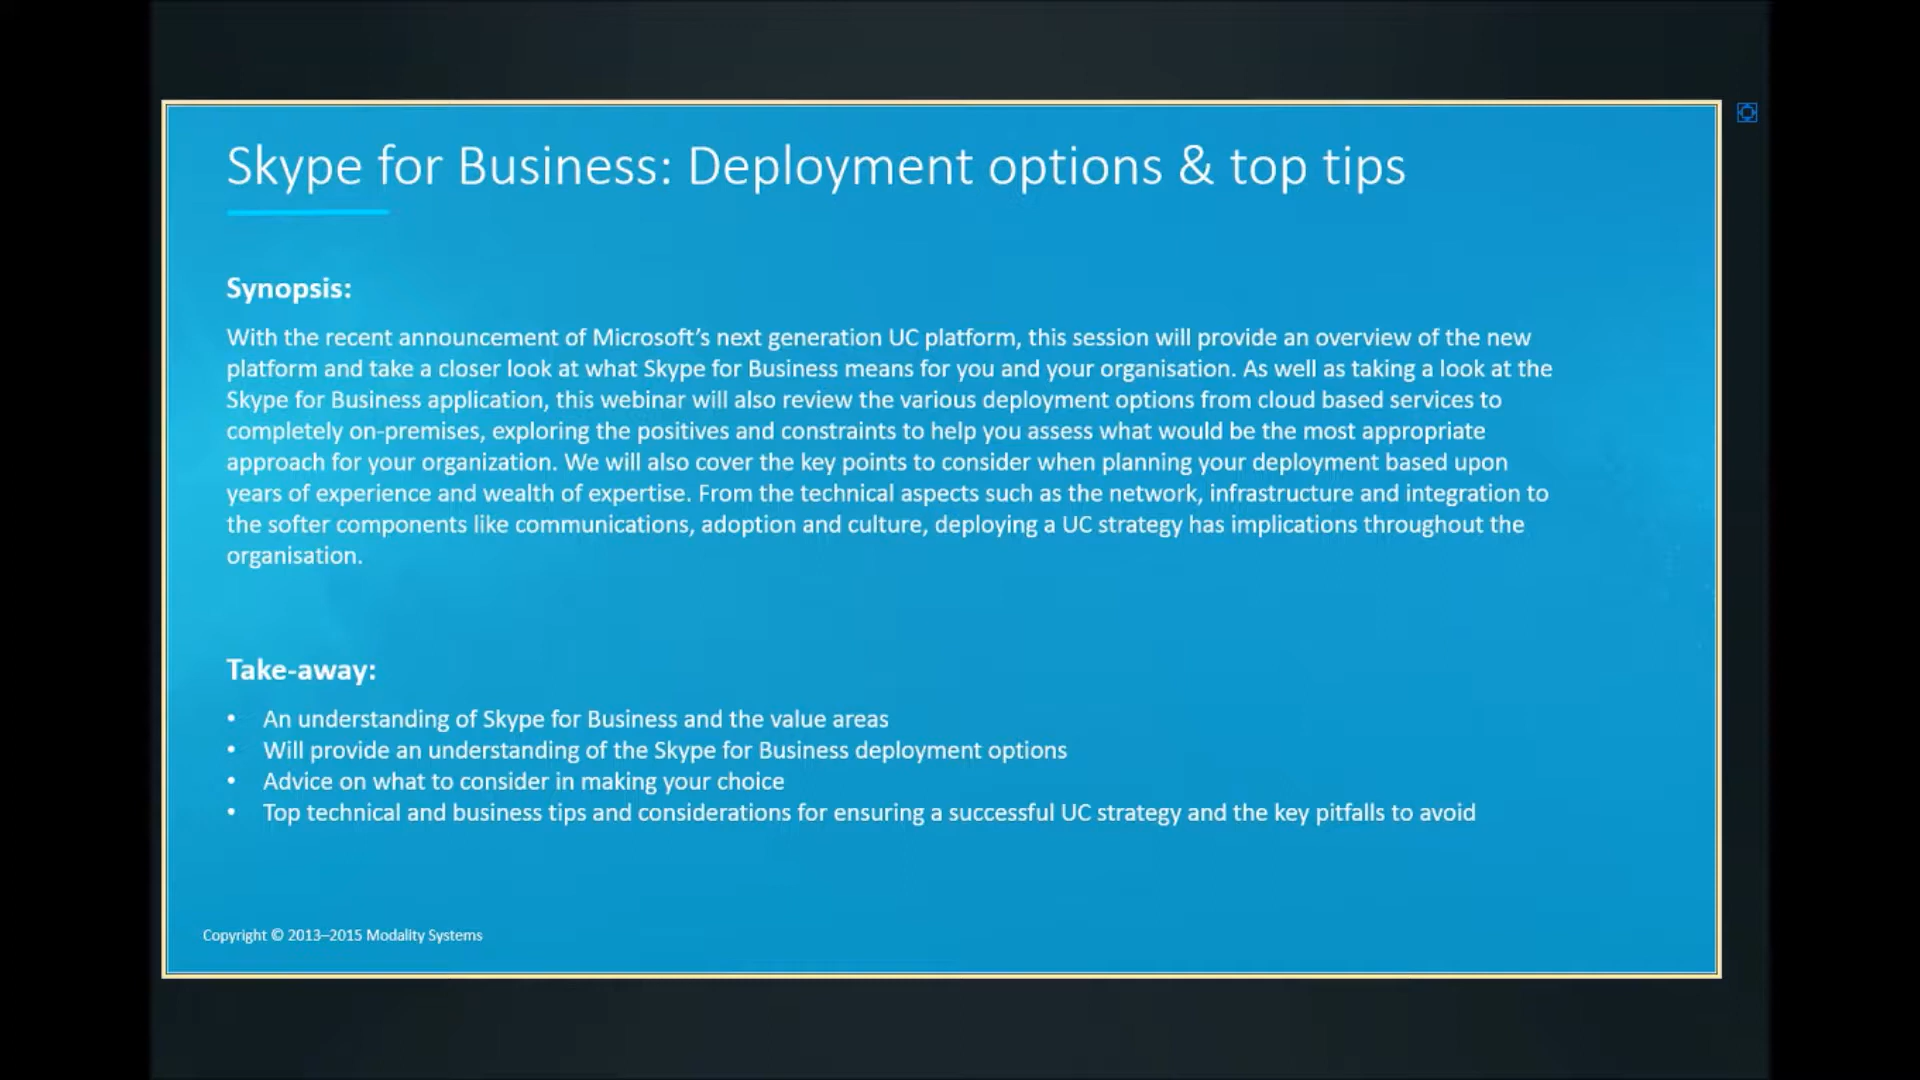 Skype for Business: Deployment options & top tips
Synopsis:
With the recent announcement of Microsoft’s next generation UC platform, this session will provide an overview of the new
platform and take a closer look at what Skype for Business means for you and your organisation. As well as taking a look at the
Skype for Business application, this webinar will also review the various deployment options from cloud based services to
completely on-premises, exploring the positives and constraints to help you assess what would be the most appropriate
approach for your organization. We will also cover the key points to consider when planning your deployment based upon
years of experience and wealth of expertise. From the technical aspects such as the network, infrastructure and integration to
the softer components like communications, adoption and culture, deploying a UC strategy has implications throughout the
organisation.
Take-away:
• An understanding of Skype for Business and the value areas
• Will provide an understanding of the Skype for Business deployment options
• Advice on what to consider in making your choice
• Top technical and business tips and considerations for ensuring a successful UC strategy and the key pitfalls to avoid
Copyright © 2013–2015 Modality Systems